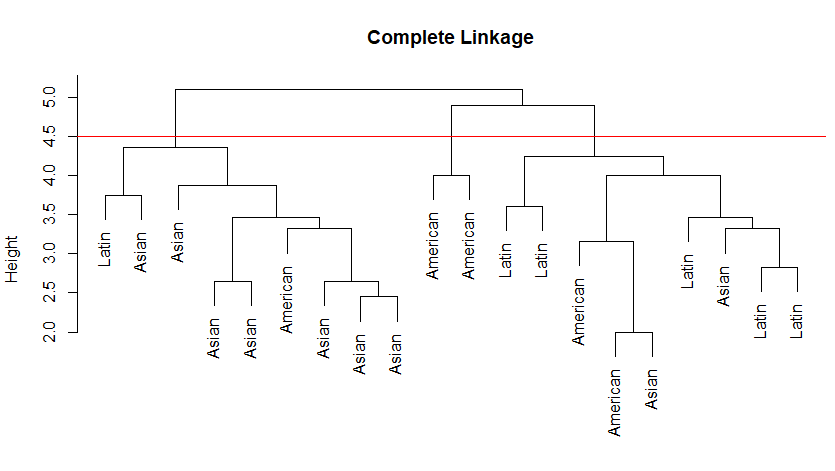 Complete Linkage
Height
5.0
4.5
4.0
3.5
3.0
2.5
2.0
Latin
Asian
Asian
Asian
Asian
American
Asian
Asian
Asian
American
American
Latin
Latin
American
American
Asian
Latin
Asian
Latin
Latin